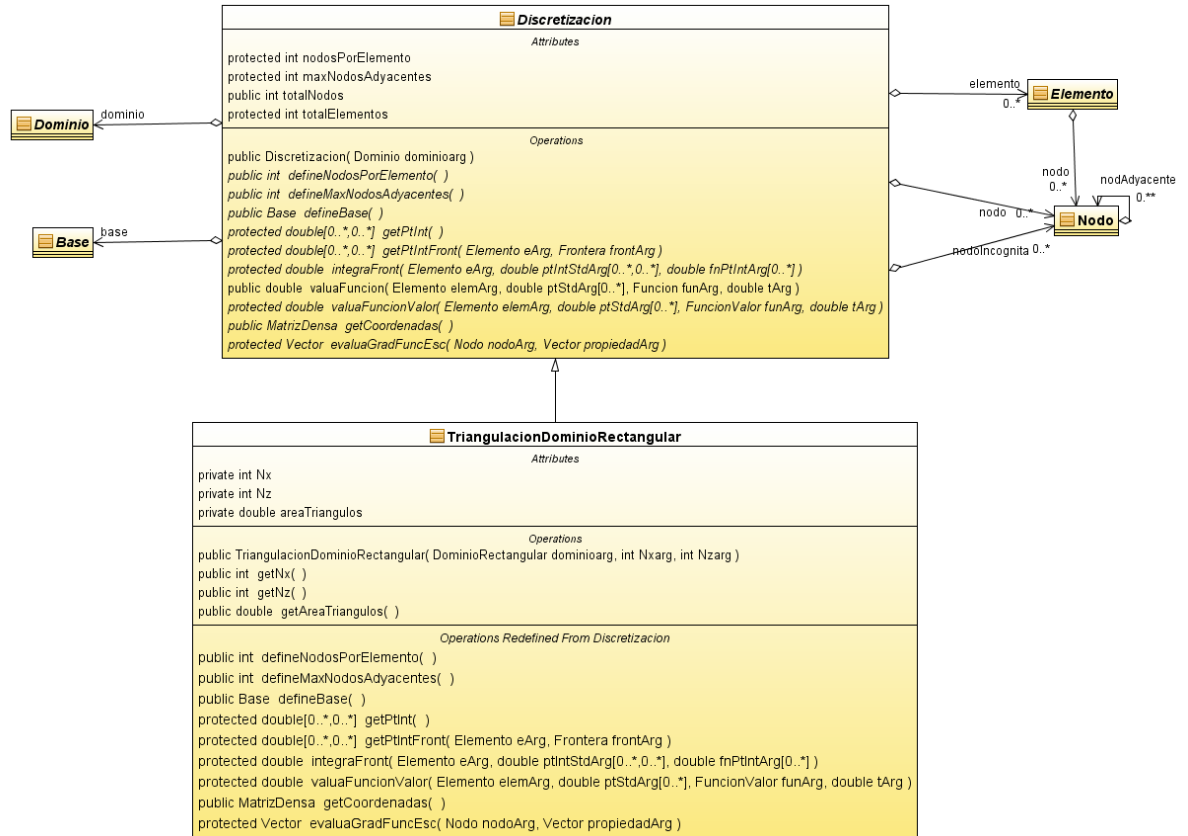 Discretizacion
Attributes
protected int nodosPorElemento
protected int maxNodosAdyacentes
public int totalNodos
protected int totalElementos
Operations
public Discretizacion( Dominio dominioarg )
public int defineNodosPorElemento( )
public int defineMaxNodosAdyacentes( )
public Base defineBase( )
protected double[0..*,0..*] getPtInt( )
protected double[0..*,0..*] getPtIntFront( Elemento eArg, Frontera frontArg )
protected double integraFront( Elemento eArg, double ptIntStdArg[0..*,0..*], double fnPtIntArg[0..*] )
public double valuaFuncion( Elemento elemArg, double ptStdArg[0..*], Funcion funArg, double tArg )
protected double valuaFuncionValor( Elemento elemArg, double ptStdArg[0..*], FuncionValor funArg, double tArg )
public MatrizDensa getCoordenadas( )
protected Vector evaluaGradFuncEsc( Nodo nodoArg, Vector propiedadArg )
Dominio
dominio
Base
base
elemento
0..*
Elemento
nodo
0..*
nodAdyacente
0.**
nodo 0..*
Nodo
nodoIncognita 0..*
TriangulacionDominioRectangular
Attributes
private int Nx
private int Nz
private double areaTriangulos
Operations
public TriangulacionDominioRectangular( DominioRectangular dominioarg, int Nxarg, int Nzarg )
public int getNx( )
public int getNz( )
public double getAreaTriangulos( )
Operations Redefined From Discretizacion
public int defineNodosPorElemento( )
public int defineMaxNodosAdyacentes( )
public Base defineBase( )
protected double[0..*,0..*] getPtInt( )
protected double[0..*,0..*] getPtIntFront( Elemento eArg, Frontera frontArg )
protected double integraFront( Elemento eArg, double ptIntStdArg[0..*,0..*], double fnPtIntArg[0..*] )
protected double valuaFuncionValor( Elemento elemArg, double ptStdArg[0..*], FuncionValor funArg, double tArg )
public MatrizDensa getCoordenadas( )
protected Vector evaluaGradFuncEsc( Nodo nodoArg, Vector propiedadArg )